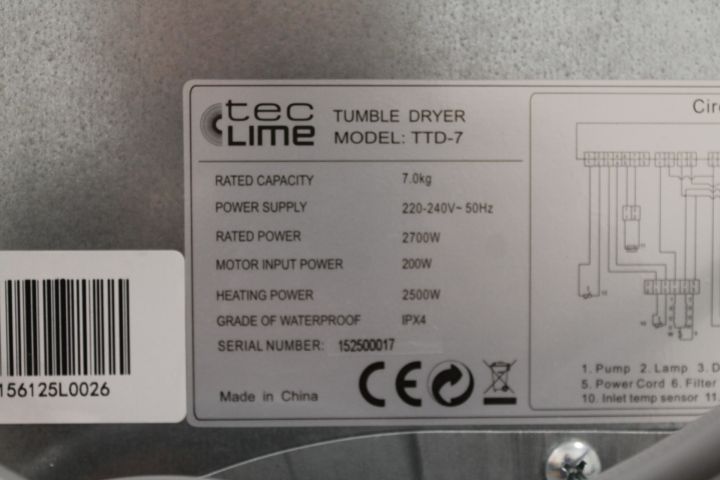 tec
LIME
TUMBLE DRYER
MODEL: TTD-7
RATED CAPACITY 7.0kg
POWER SUPPLY 220-240V~ 50Hz
RATED POWER 2700W
MOTOR INPUT POWER 200W
HEATING POWER 2500W
GRADE OF WATERPROOF IPX4
SERIAL NUMBER: 152500017
Made in China
CE
156125L0026
1. Pump 2. Lamp 3.
5. Power Cord 6. Filter
10. Inlet temp sensor 11.